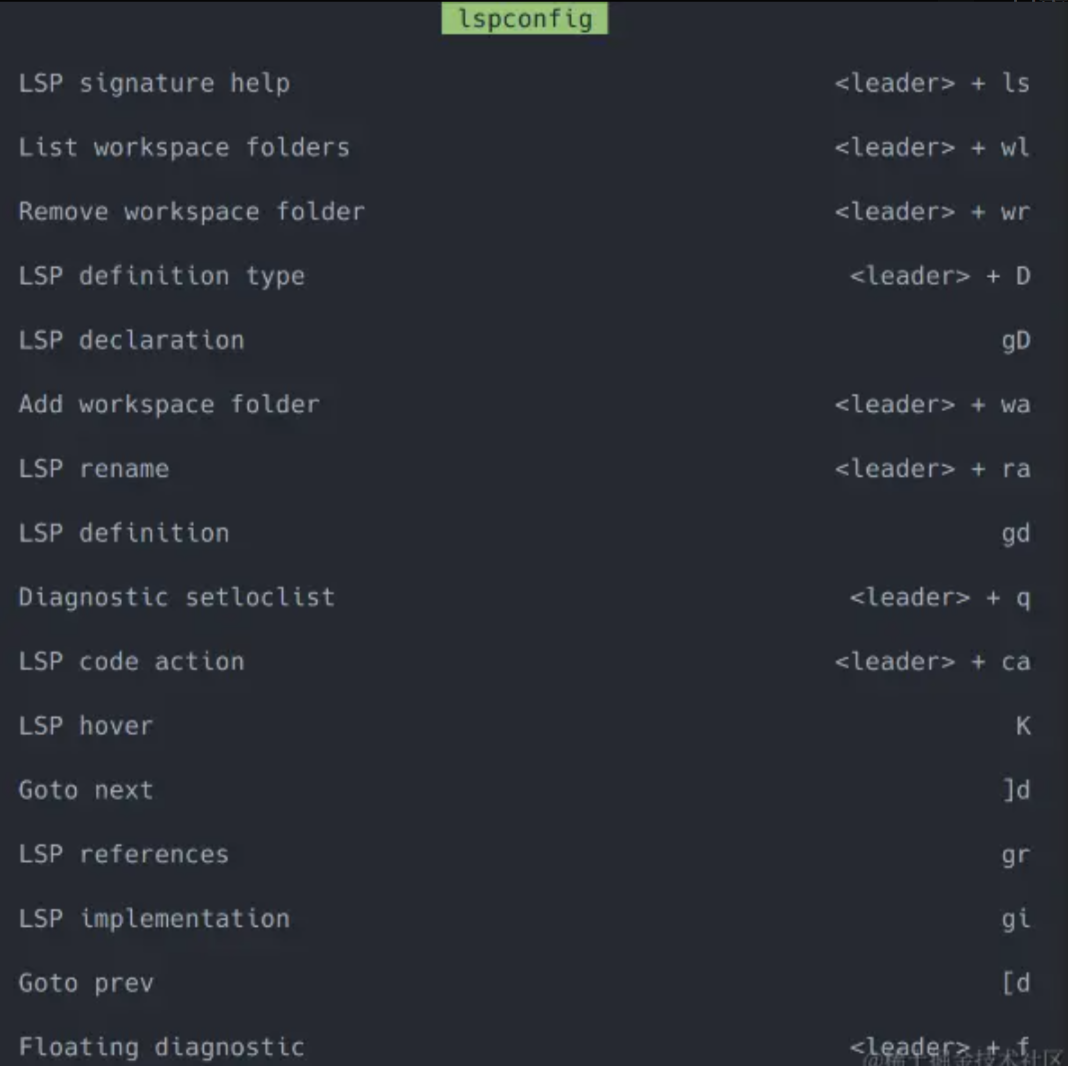 lspconfig
LSP signature help <leader> + ls
List workspace folders <leader> + wl
Remove workspace folder <leader> + wr
LSP definition type <leader> + D
LSP declaration gD
Add workspace folder <leader> + wa
LSP rename <leader> + ra
LSP definition gd
Diagnostic setloclist <leader> + q
LSP code action <leader> + ca
LSP hover K
Goto next ]d
LSP references gr
LSP implementation gi
Goto prev [d
Floating diagnostic <leader> + f
@稀土掘金技术社区